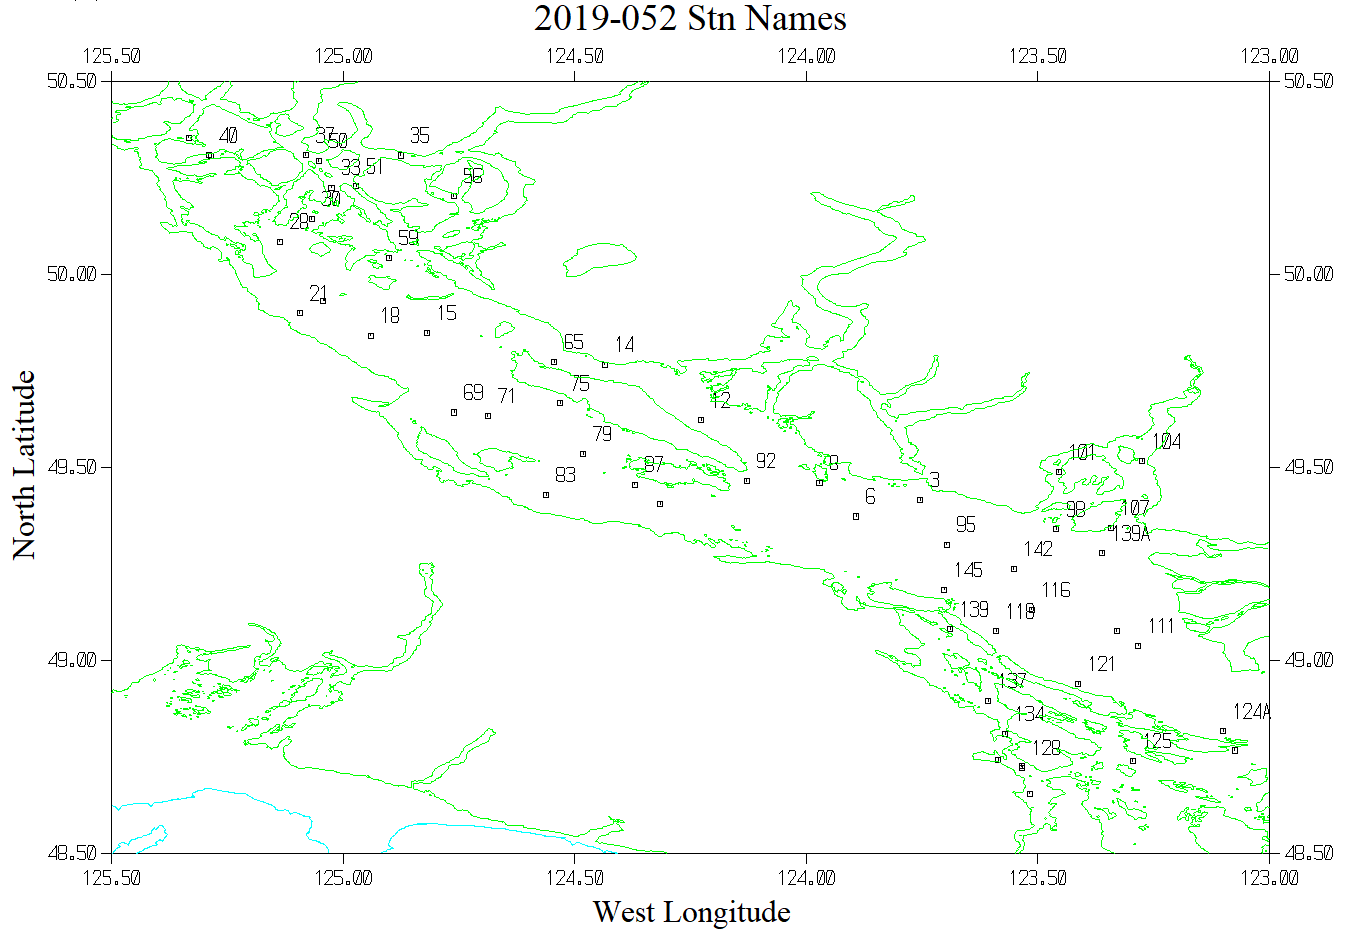 2019-052 Stn Names
125.50 125.00 124.50 124.00 123.50 123.00
50.50 50.50
40 37 50 35
33 51 56
30
28 59
50.00 50.00
21 18 15
65 14
75
69 71 12
79
North Latitude
49.50 83 87 92 8 3 101 104 49.50
6 98 107
95 139A
142
145 116
139 118 111
49.00 121 49.00
137
134 124A
128 125
48.50 48.50
125.50 125.00 124.50 124.00 123.50 123.00
West Longitude